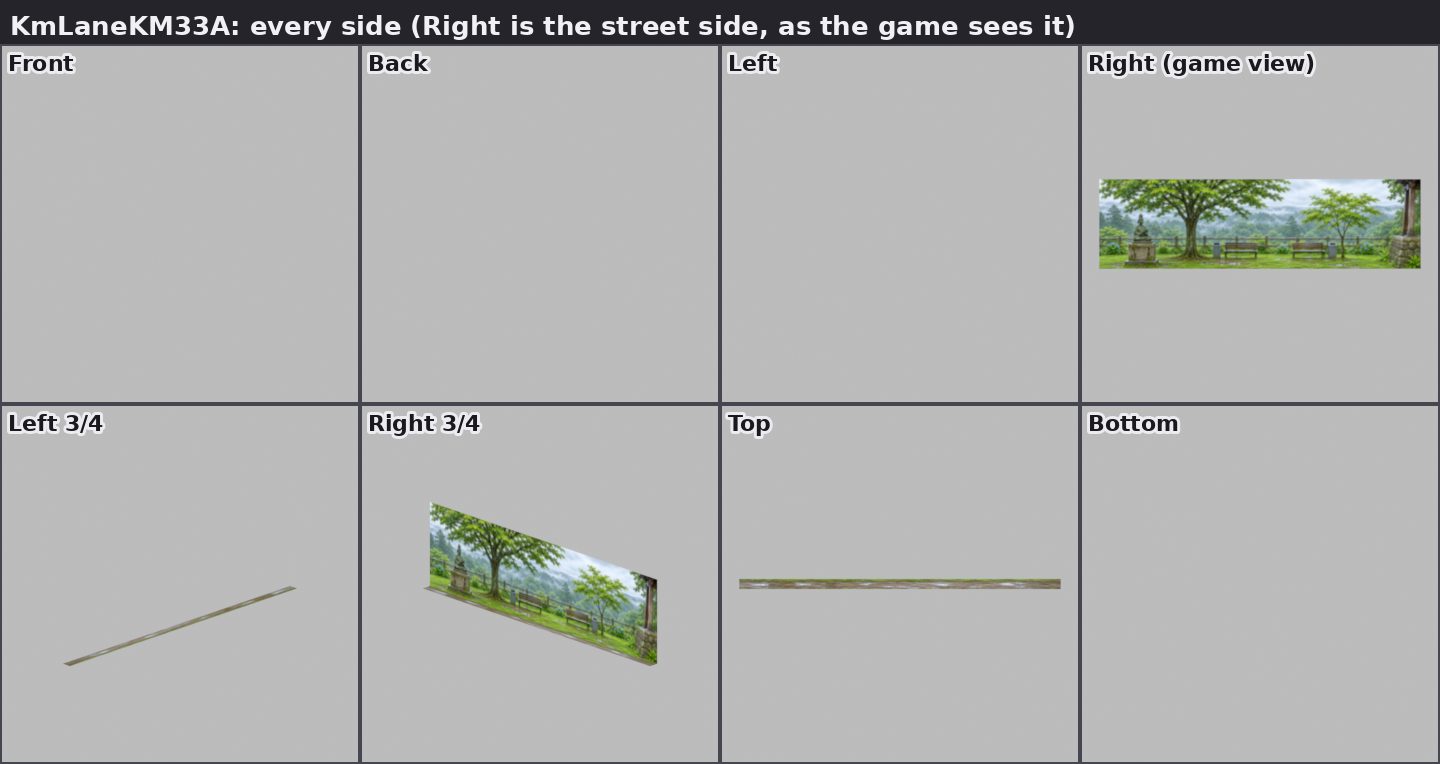 KmLaneKM33A: every side (Right is the street side, as the game sees it)
Front
Back
Left
Right (game view)
Left 3/4
Right 3/4
Top
Bottom